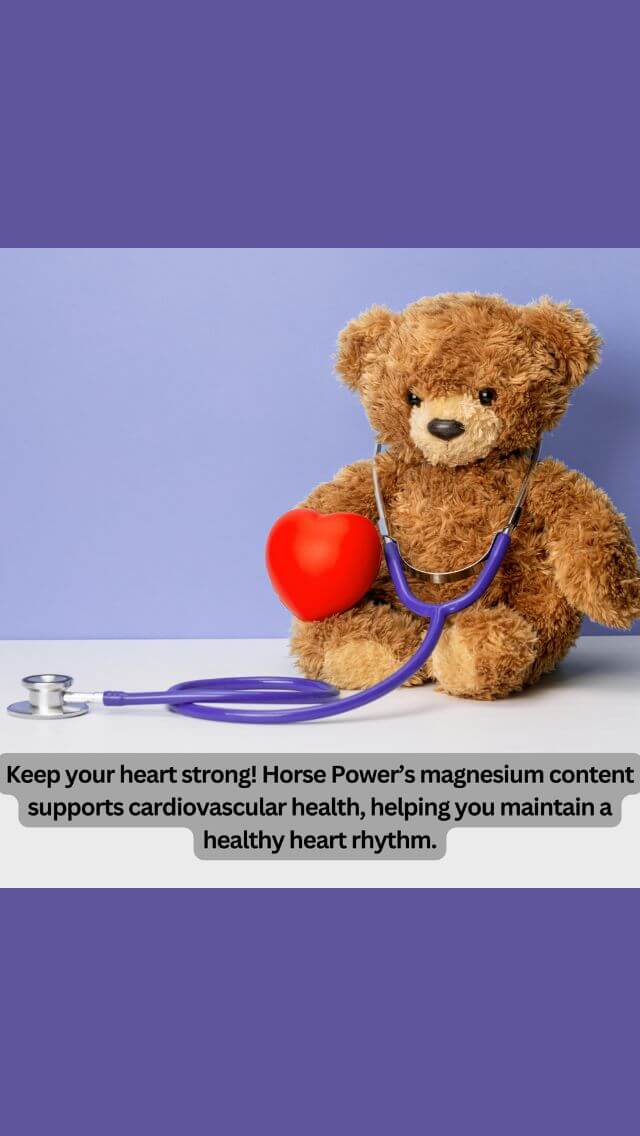 Keep your heart strong! Horse Power’s magnesium content
supports cardiovascular health, helping you maintain a
healthy heart rhythm.